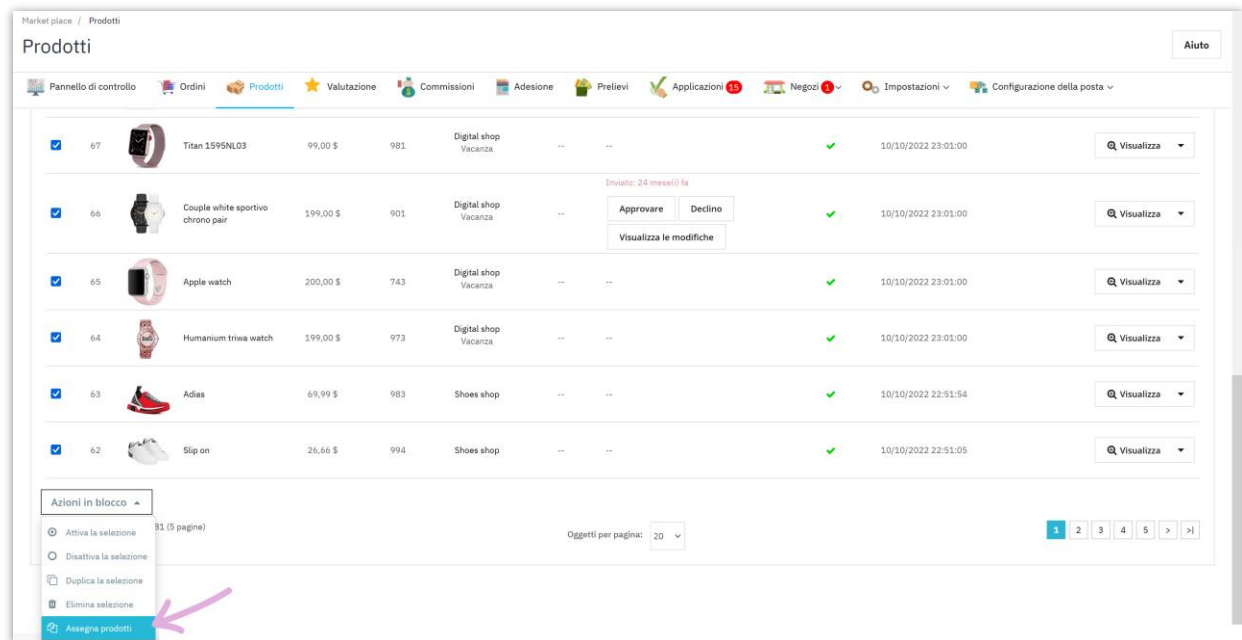 Market place / Prodotti
Prodotti
Aiuto
Pannello di controllo Ordini Prodotti Valutazione Commissioni Adesione Prelievi Applicazioni 15 Negozi 1 Impostazioni Configurazione della posta
67 Titan 1595NL03 99,00 $ 981 Digital shop -- -- 10/10/2022 23:01:00 Visualizza
Vacanza
Inviato: 24 mese(i) fa
66 Couple white sportivo 199,00 $ 901 Digital shop -- Approvare Declino 10/10/2022 23:01:00 Visualizza
chrono pair Vacanza
Visualizza le modifiche
65 Apple watch 200,00 $ 743 Digital shop -- -- 10/10/2022 23:01:00 Visualizza
Vacanza
64 Humanium triwa watch 199,00 $ 973 Digital shop -- -- 10/10/2022 23:01:00 Visualizza
Vacanza
63 Adias 69,99 $ 983 Shoes shop -- -- 10/10/2022 22:51:54 Visualizza
62 Slip on 26,66 $ 994 Shoes shop -- -- 10/10/2022 22:51:05 Visualizza
Azioni in blocco
81 (5 pagine)
Oggetti per pagina: 20
1 2 3 4 5 > >|
Attiva la selezione
Disattiva la selezione
Duplica la selezione
Elimina selezione
Assegna prodotti